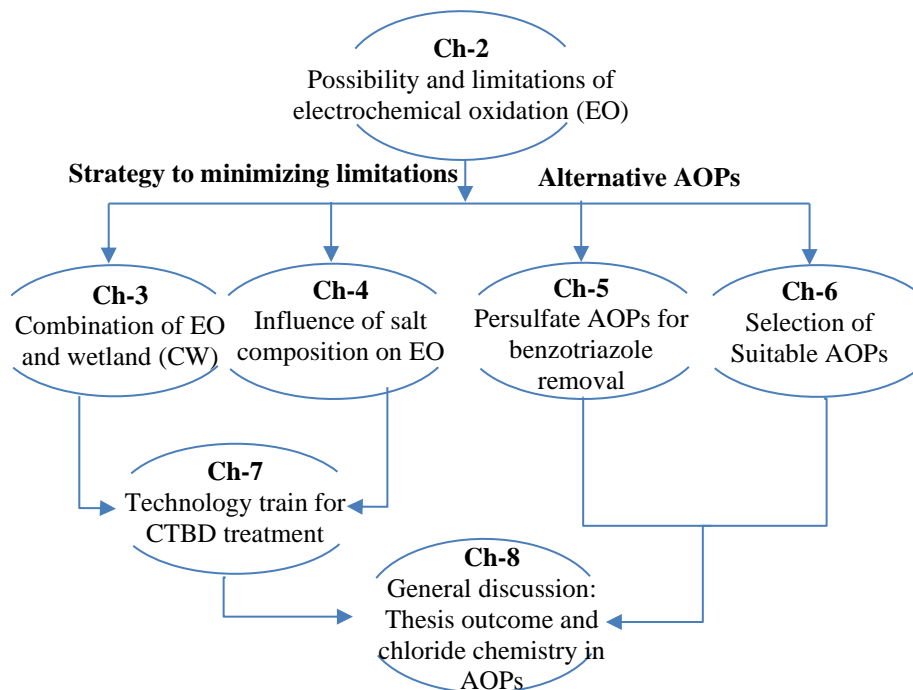 Ch-2
Possibility and limitations of
electrochemical oxidation (EO)
Strategy to minimizing limitations
Alternative AOPs
Ch-3
Combination of EO
and wetland (CW)
Ch-4
Influence of salt
composition on EO
Ch-5
Persulfate AOPs for
benzotriazole
removal
Ch-6
Selection of
Suitable AOPs
Ch-7
Technology train for
CTBD treatment
Ch-8
General discussion:
Thesis outcome and
chloride chemistry in
AOPs